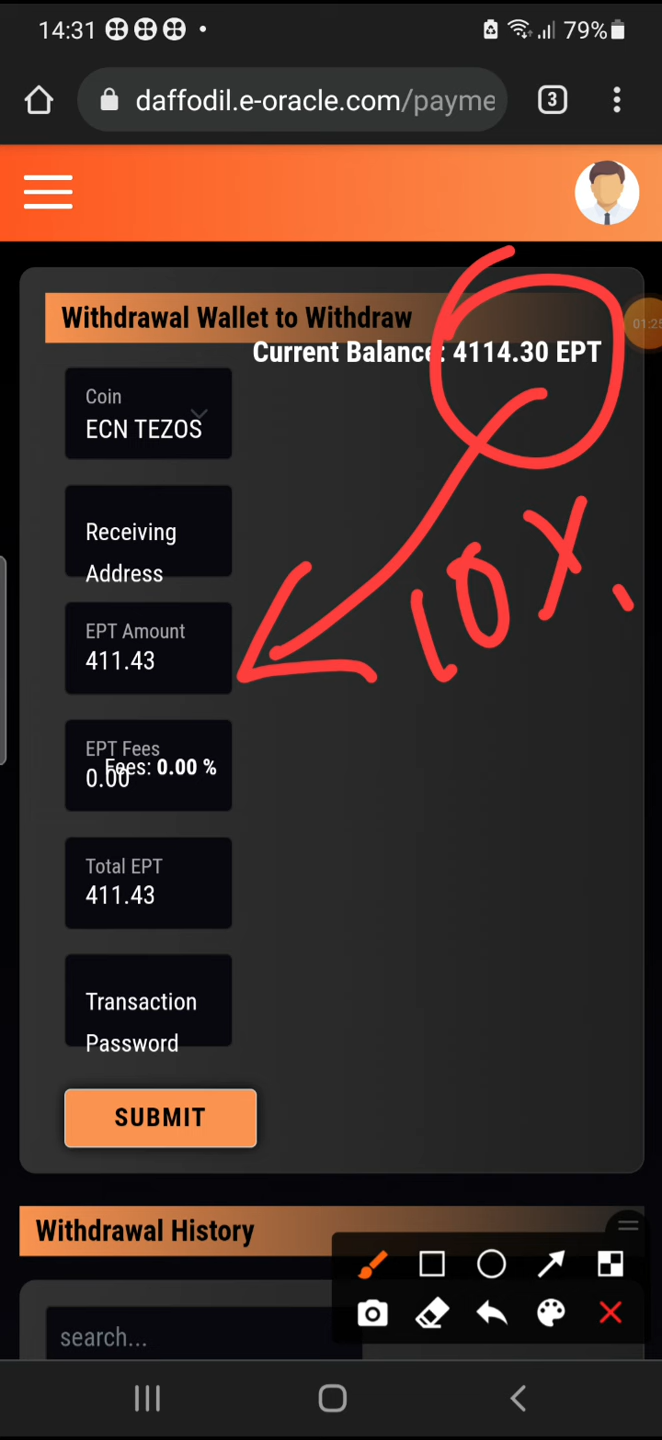 14:31
79%
daffodil.e-oracle.com/payme
3
Withdrawal Wallet to Withdraw
Current Balance: 4114.30 EPT
01:25
Coin
ECN TEZOS
Receiving
Address
10X.
EPT Amount
411.43
EPT Fees
Fees: 0.00 %
0.00
Total EPT
411.43
Transaction
Password
SUBMIT
Withdrawal History
search...